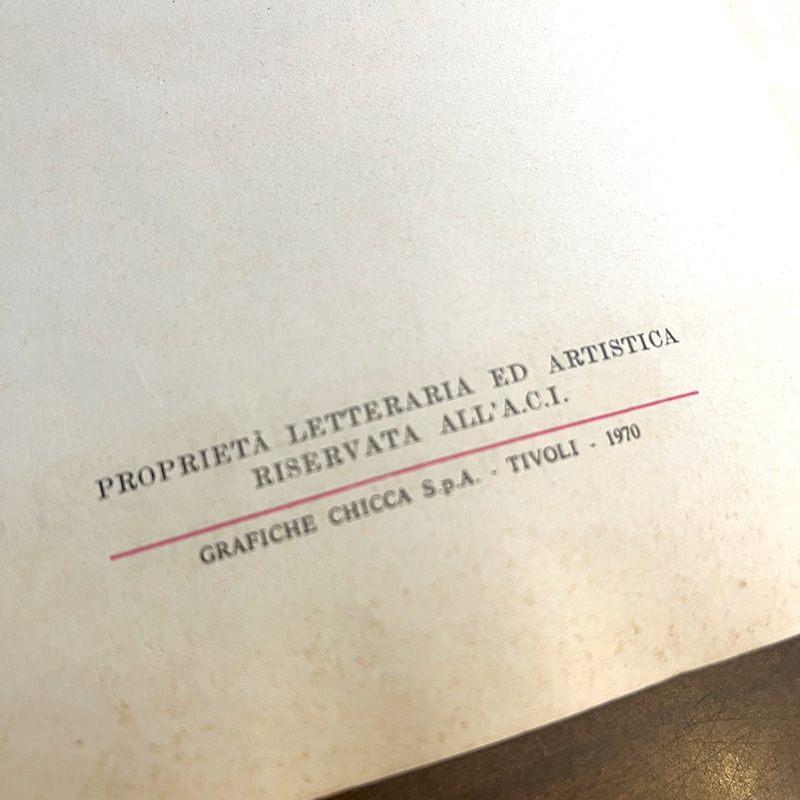 PROPRIETÀ LETTERARIA ED ARTISTICA
RISERVATA ALL'A.C.I.
GRAFICHE CHICCA S.p.A. - TIVOLI - 1970